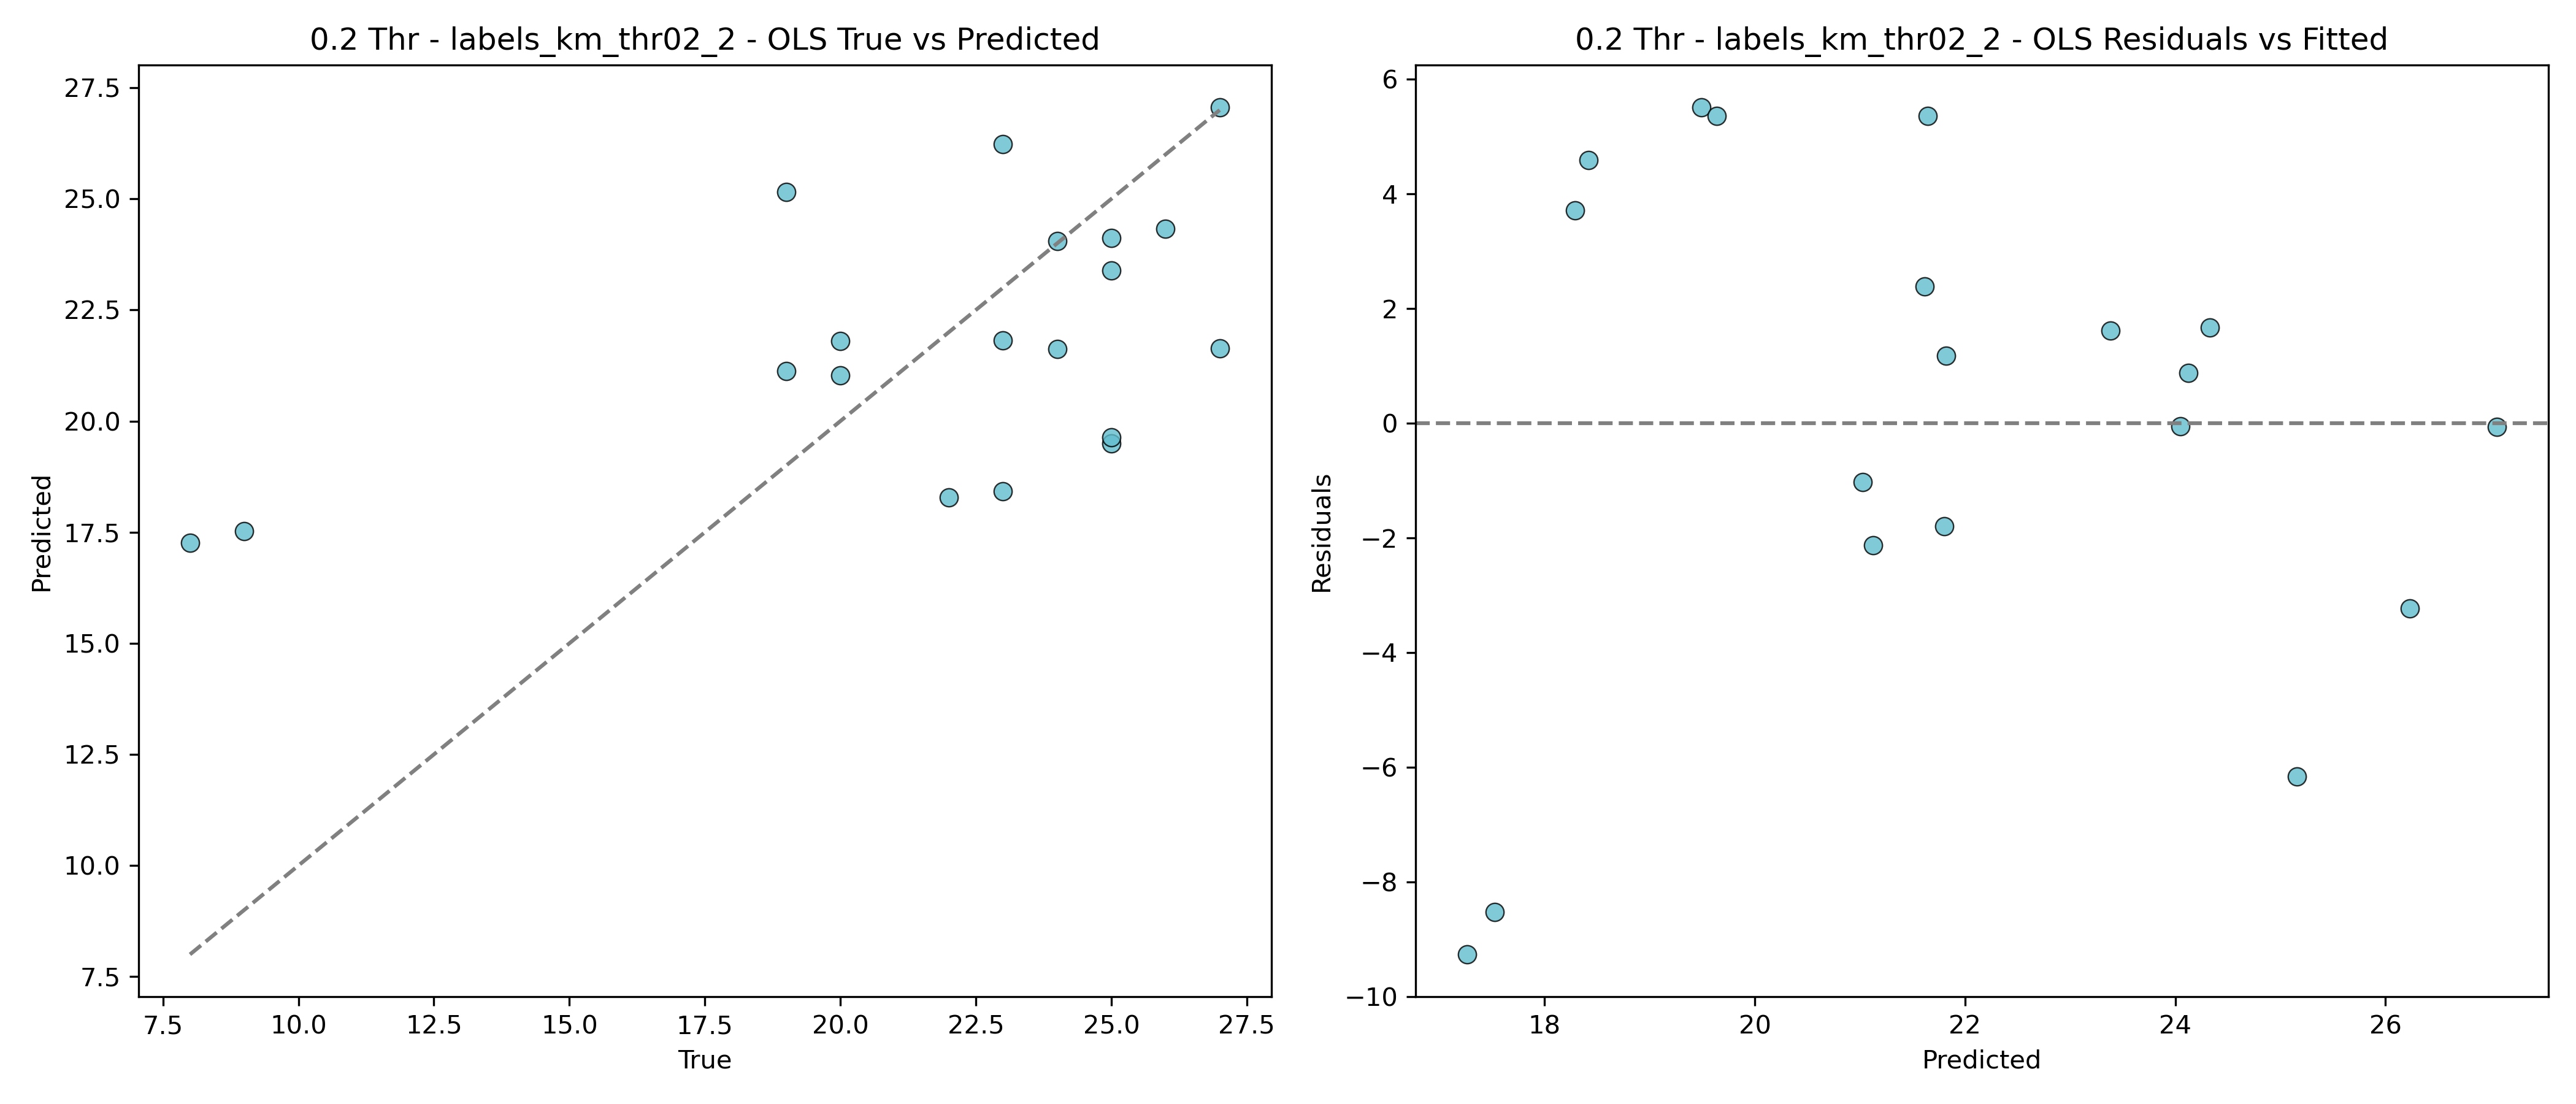 0.2 Thr - labels_km_thr02_2 - OLS True vs Predicted
27.5
25.0
22.5
20.0
17.5
15.0
12.5
10.0
7.5
Predicted
7.5 10.0 12.5 15.0 17.5 20.0 22.5 25.0 27.5
True
0.2 Thr - labels_km_thr02_2 - OLS Residuals vs Fitted
6
4
2
0
−2
−4
−6
−8
−10
Residuals
18 20 22 24 26
Predicted